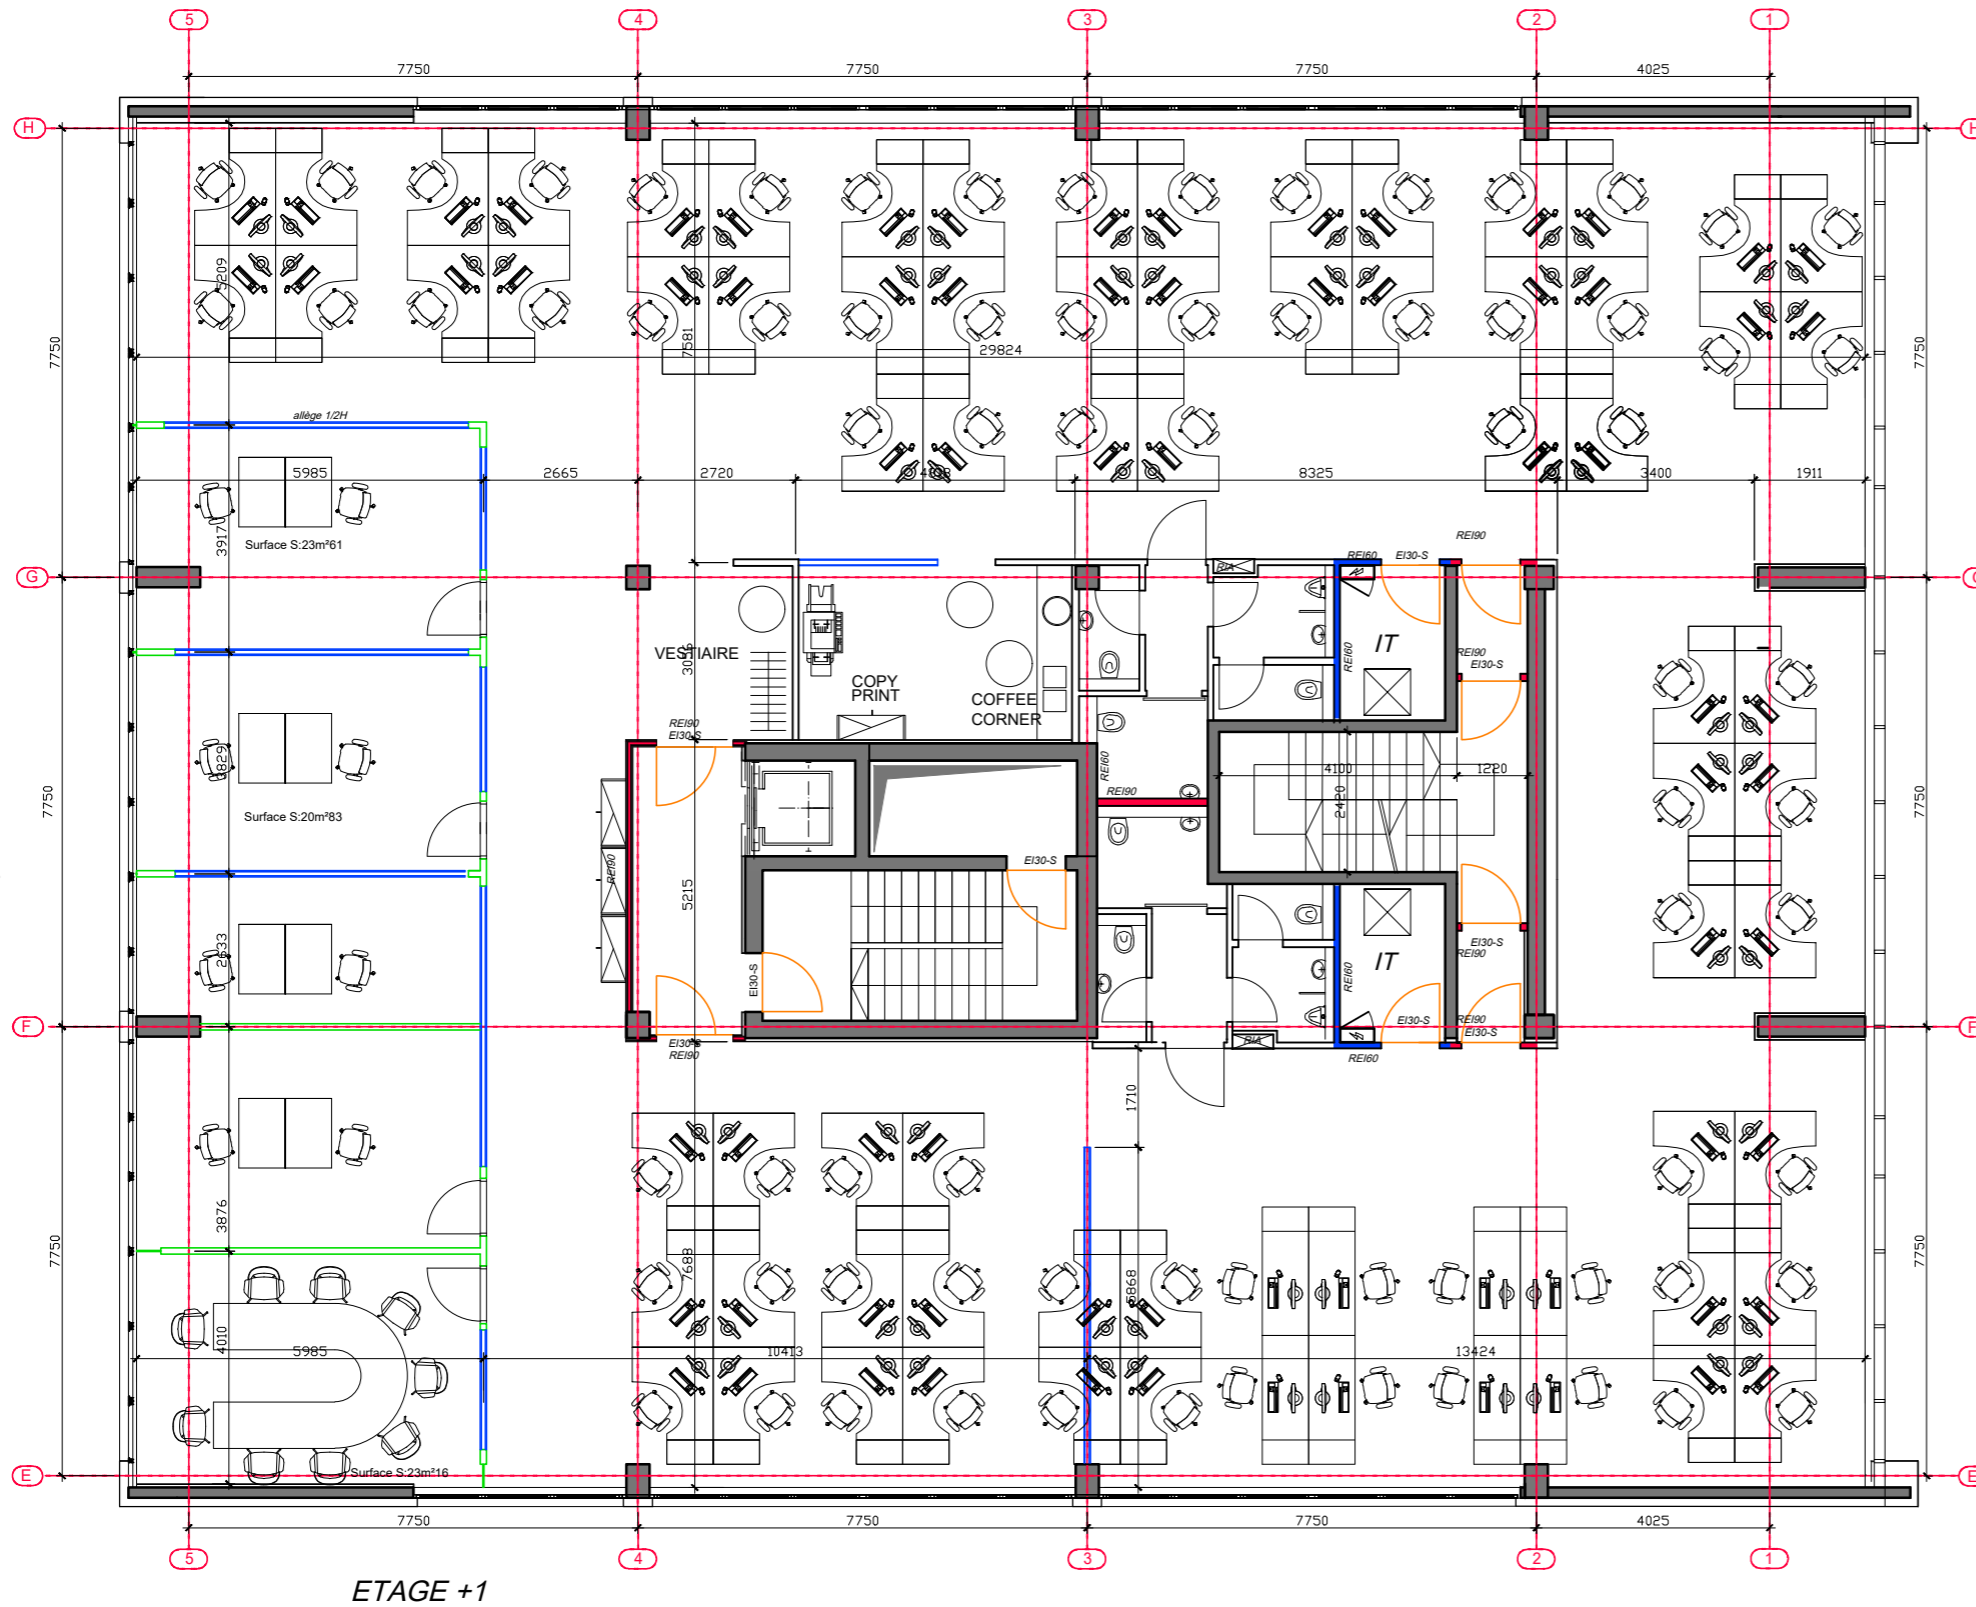 5 4 3 2 1
7750 7750 7750 4025
H H
5209
7581
7750
7750
29824
allège 1/2H
5985 2665 2720 8325 3400 1911
3917
Surface S:23m²61
REI90
REI60 EI30-S
G
RIA
IT
VESTIAIRE
REI60
REI90
EI30-S
COPY
PRINT
COFFEE
CORNER
REI90
EI30-S
3829
7750
7750
Surface S:20m²83
REI60
REI90
4100 1220
2420
REI90
EI30-S
5215
2633
EI30-S
IT
REI60
EI30-S
REI90
F F
EI30-S
REI90
EI30-S
REI90
EI30-S
RIA
REI60
1710
3876
7750
7750
7688
5868
4010
5985 10413 13424
Surface S:23m²16
E E
7750 7750 7750 4025
5 4 3 2 1
ETAGE +1